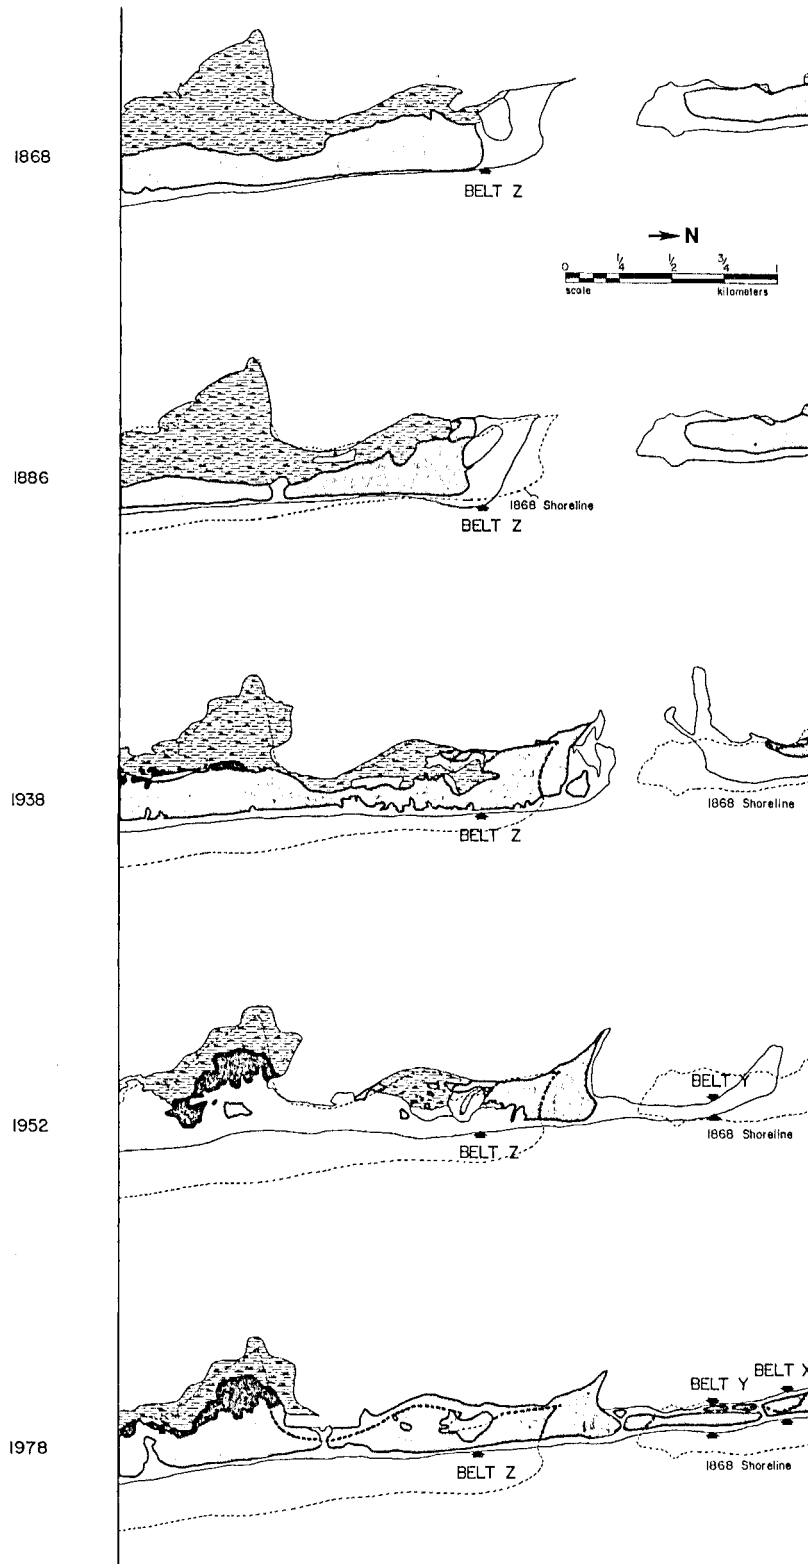 1868
BELT Z
N
0 1/4 1/2 3/4 1
scale kilometers
1886
1868 Shoreline
BELT Z
1938
1868 Shoreline
BELT Z
BELT Y
1952
1868 Shoreline
BELT Z
BELT X
BELT Y
1978
1868 Shoreline
BELT Z